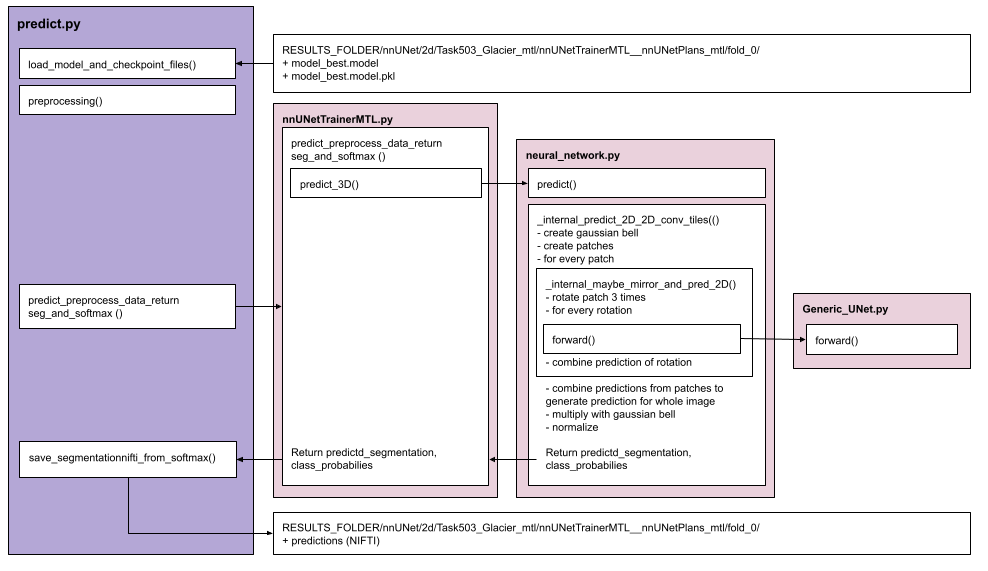 predict.py
load_model_and_checkpoint_files()
preprocessing()
predict_preprocess_data_return
seg_and_softmax ()
save_segmentationnifti_from_softmax()
RESULTS_FOLDER/nnUNet/2d/Task503_Glacier_mtl/nnUNetTrainerMTL__nnUNetPlans_mtl/fold_0/
+ model_best.model
+ model_best.model.pkl
nnUNetTrainerMTL.py
predict_preprocess_data_return
seg_and_softmax ()
predict_3D()
Return predictd_segmentation,
class_probabilies
neural_network.py
predict()
_internal_predict_2D_2D_conv_tiles(()
- create gaussian bell
- create patches
- for every patch
_internal_maybe_mirror_and_pred_2D()
- rotate patch 3 times
- for every rotation
forward()
- combine prediction of rotation
- combine predictions from patches to
generate prediction for whole image
- multiply with gaussian bell
- normalize
Return predictd_segmentation,
class_probabilies
Generic_UNet.py
forward()
RESULTS_FOLDER/nnUNet/2d/Task503_Glacier_mtl/nnUNetTrainerMTL__nnUNetPlans_mtl/fold_0/
+ predictions (NIFTI)